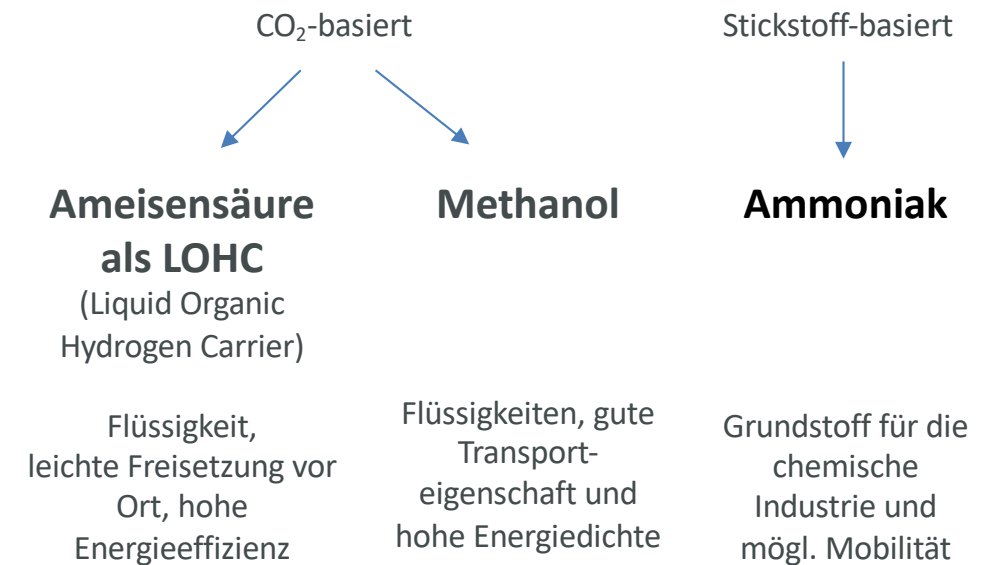 CO₂-basiert
Stickstoff-basiert
Ameisensäure
als LOHC
(Liquid Organic
Hydrogen Carrier)
Flüssigkeit,
leichte Freisetzung vor
Ort, hohe
Energieeffizienz
Methanol
Flüssigkeiten, gute
Transport-
eigenschaft und
hohe Energiedichte
Ammoniak
Grundstoff für die
chemische
Industrie und
mögl. Mobilität